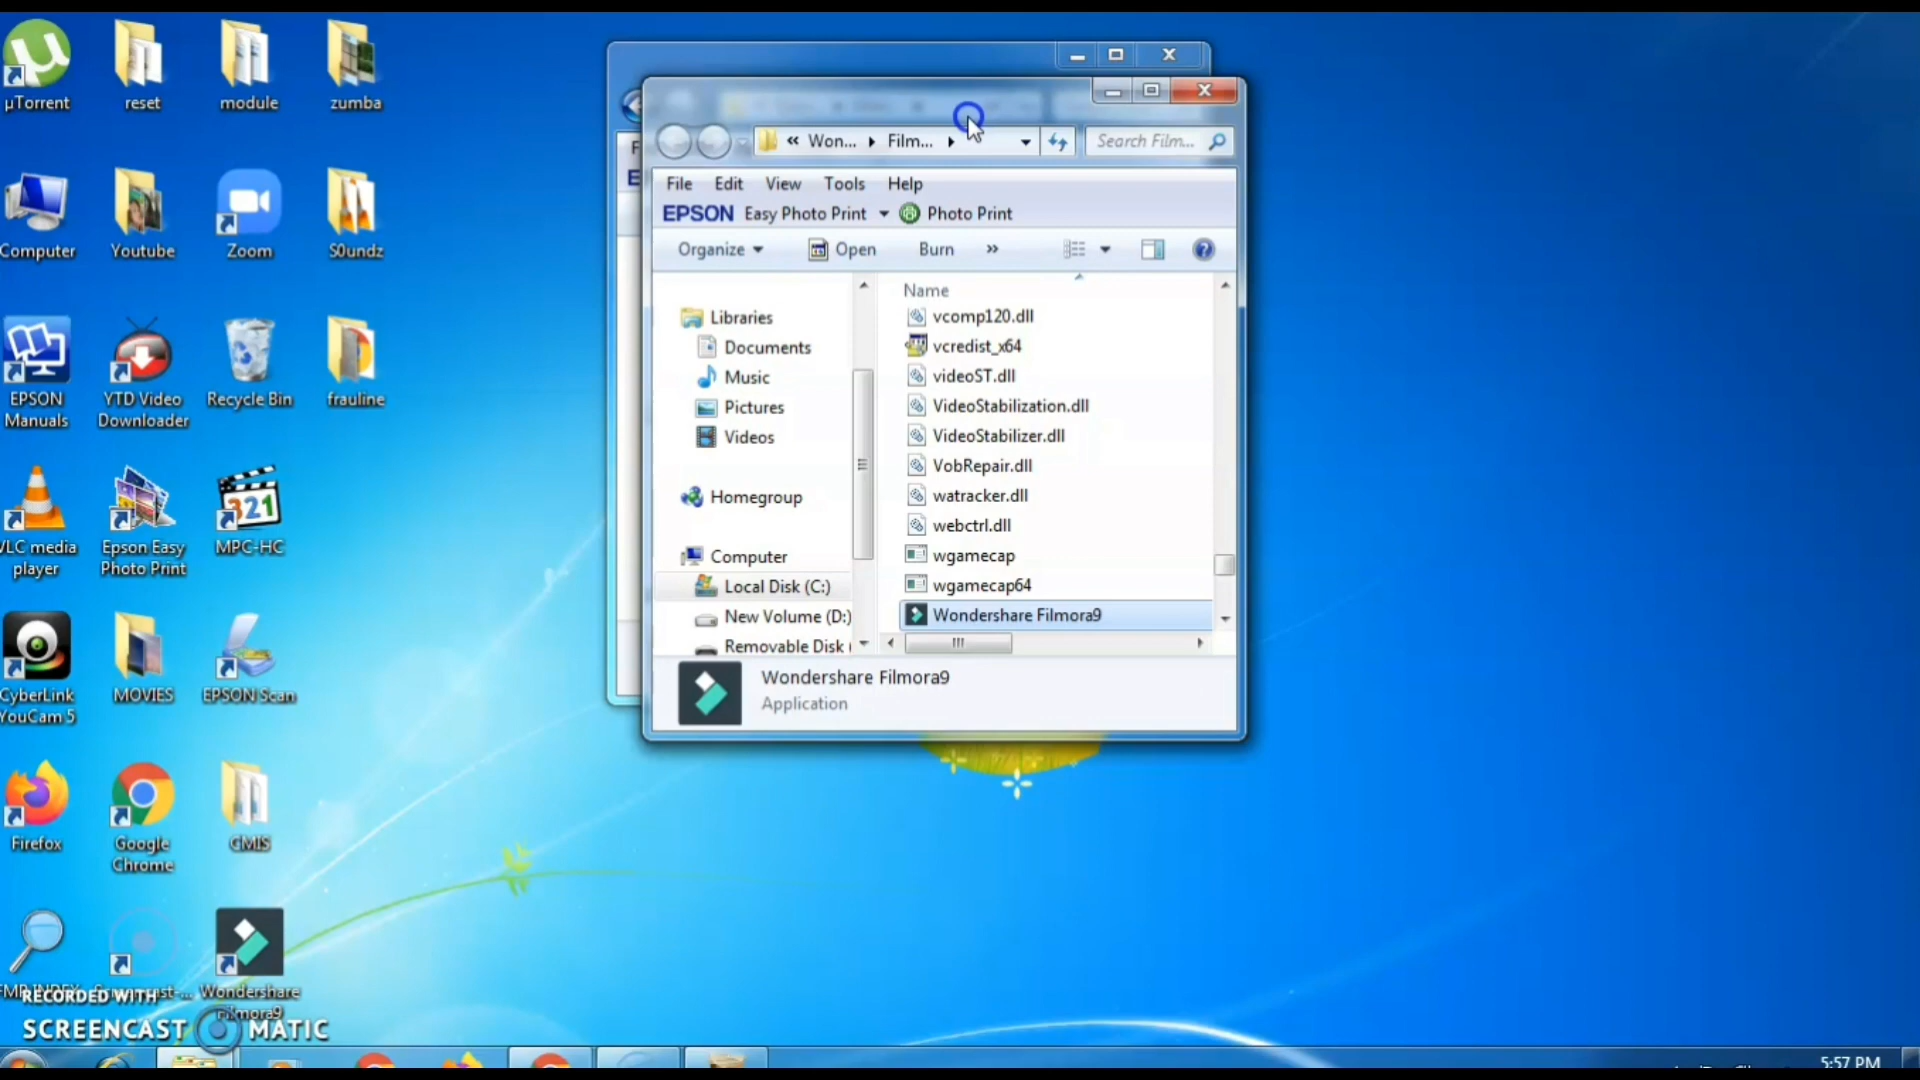 µTorrent
reset
module
zumba
Computer
Youtube
Zoom
S0undz
EPSON
Manuals
YTD Video
Downloader
Recycle Bin
frauline
VLC media
player
Epson Easy
Photo Print
MPC-HC
CyberLink
YouCam 5
MOVIES
EPSON Scan
Firefox
Google
Chrome
CMIS
Wondershare
Filmora9
RECORDED WITH
SCREENCAST MATIC
« Won... Film...
Search Film...
File Edit View Tools Help
EPSON Easy Photo Print Photo Print
Organize Open Burn »
Libraries
Documents
Music
Pictures
Videos
Homegroup
Computer
Local Disk (C:)
New Volume (D:)
Removable Disk
Name
vcomp120.dll
vcredist_x64
videoST.dll
VideoStabilization.dll
VideoStabilizer.dll
VobRepair.dll
watracker.dll
webctrl.dll
wgamecap
wgamecap64
Wondershare Filmora9
Wondershare Filmora9
Application
5:57 PM